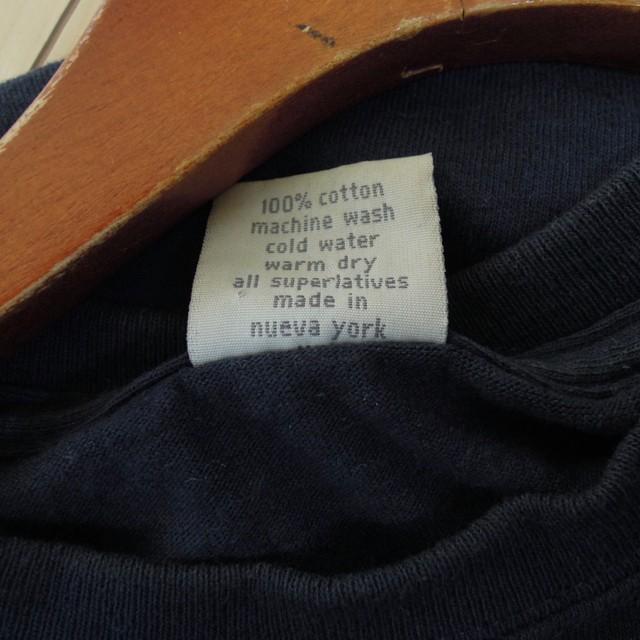 100% cotton
machine wash
cold water
warm dry
all superlatives
made in
nueva york